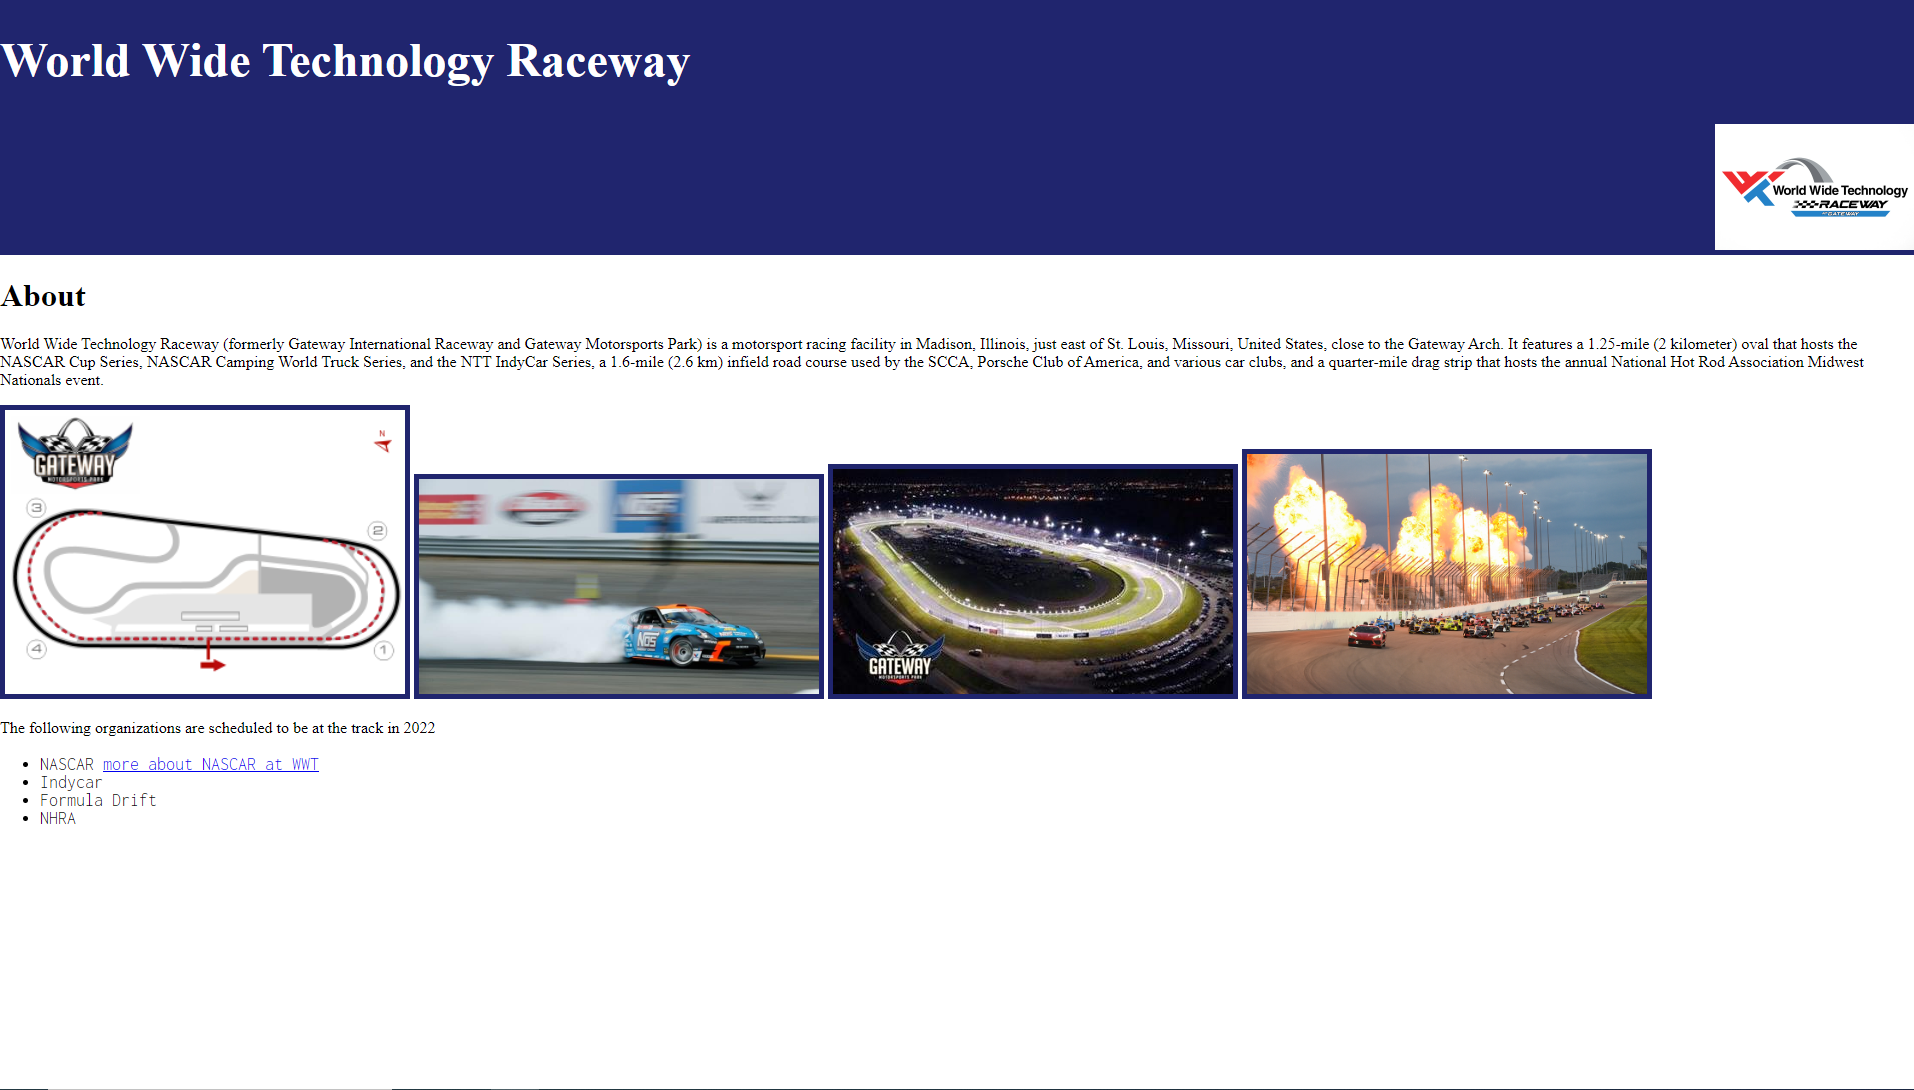 World Wide Technology Raceway
World Wide Technology
RACEWAY
About
World Wide Technology Raceway (formerly Gateway International Raceway and Gateway Motorsports Park) is a motorsport racing facility in Madison, Illinois, just east of St. Louis, Missouri, United States, close to the Gateway Arch. It features a 1.25-mile (2 kilometer) oval that hosts the
NASCAR Cup Series, NASCAR Camping World Truck Series, and the NTT IndyCar Series, a 1.6-mile (2.6 km) infield road course used by the SCCA, Porsche Club of America, and various car clubs, and a quarter-mile drag strip that hosts the annual National Hot Rod Association Midwest
Nationals event.
GATEWAY
MOTORSPORTS PARK
N
3
2
4
1
NOS
GATEWAY
MOTORSPORTS PARK
The following organizations are scheduled to be at the track in 2022
NASCAR more about NASCAR at WWT
Indycar
Formula Drift
NHRA